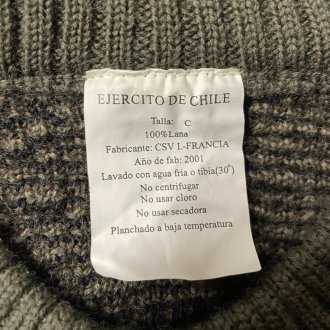 EJERCITO DE CHILE
Talla: C
100% Lana
Fabricante: CSV I.-FRANCIA
Año de fab: 2001
Lavado con agua fria o tibia(30°)
No centrifugar
No usar cloro
No usar secadora
Planchado a baja temperatura